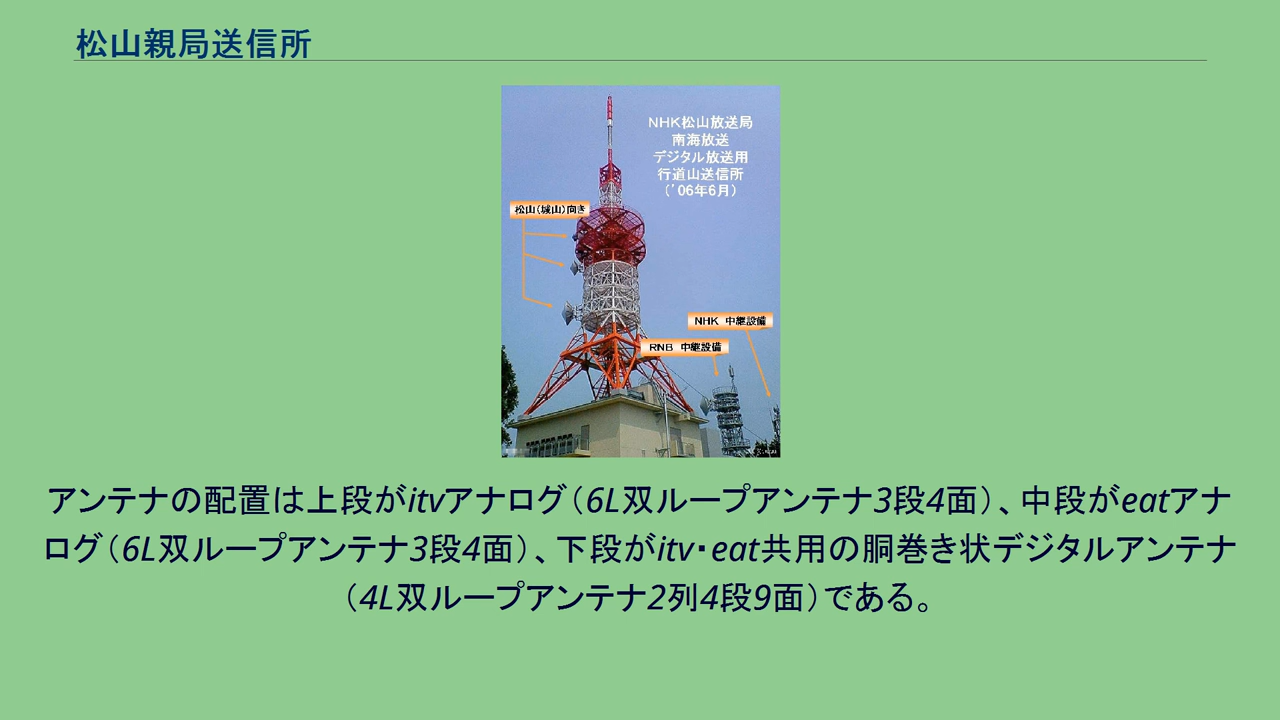 松山親局送信所
NHK松山放送局
南海放送
デジタル放送用
行道山送信所
（’06年6月）
松山（城山）向き
NHK 中継設備
RNB 中継設備
アンテナの配置は上段がitvアナログ（6L双ループアンテナ3段4面）、中段がeatアナ
ログ（6L双ループアンテナ3段4面）、下段がitv・eat共用の胴巻き状デジタルアンテナ
（4L双ループアンテナ2列4段9面）である。